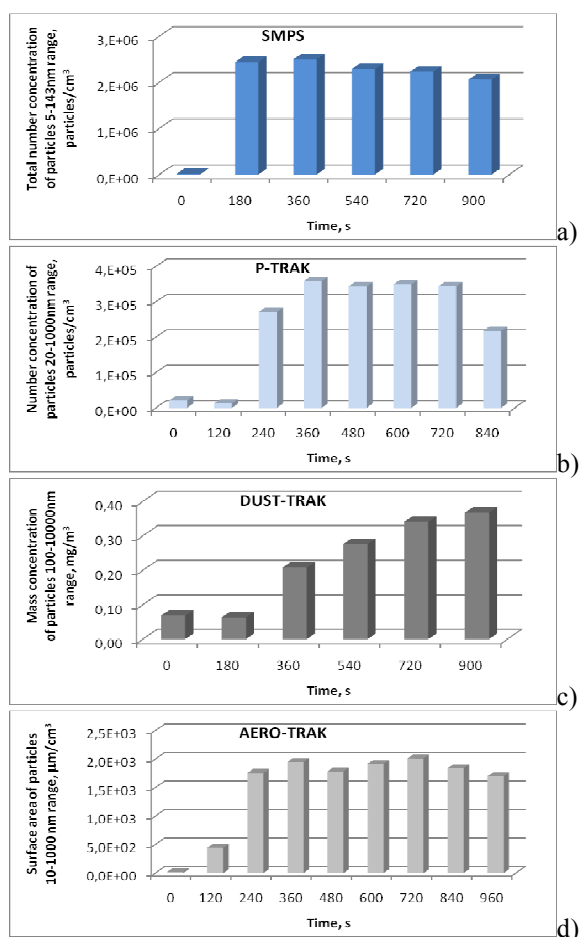 SMPS
Total number concentration
of particles 5-143nm range,
particles/cm³
3,E+06
2,E+06
1,E+06
0,E+00
0 180 360 540 720 900
Time, s
a)
P-TRAK
Number concentration of
particles 20-1000nm range,
particles/cm³
4,E+05
3,E+05
2,E+05
1,E+05
0,E+00
0 120 240 360 480 600 720 840
Time, s
b)
DUST-TRAK
Mass concentration
of particles 100-10000nm
range, mg/m³
0,40
0,30
0,20
0,10
0,00
0 180 360 540 720 900
Time, s
c)
AERO-TRAK
Surface area of particles
10-1000 nm range, µm/cm³
2,5E+03
2,0E+03
1,5E+03
1,0E+03
5,0E+02
0,0E+00
0 120 240 360 480 600 720 840 960
Time, s
d)